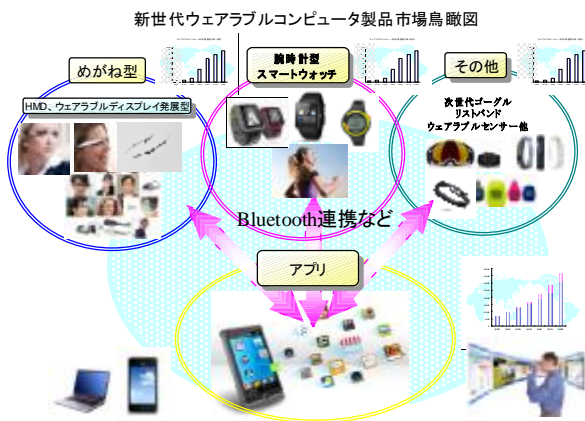 新世代ウェアラブルコンピュータ製品市場鳥瞰図
めがね型
HMD、ウェアラブルディスプレイ発展型
腕時計型
スマートウォッチ
その他
次世代ゴーグル
リストバンド
ウェアラブルセンサー他
Bluetooth連携など
アプリ